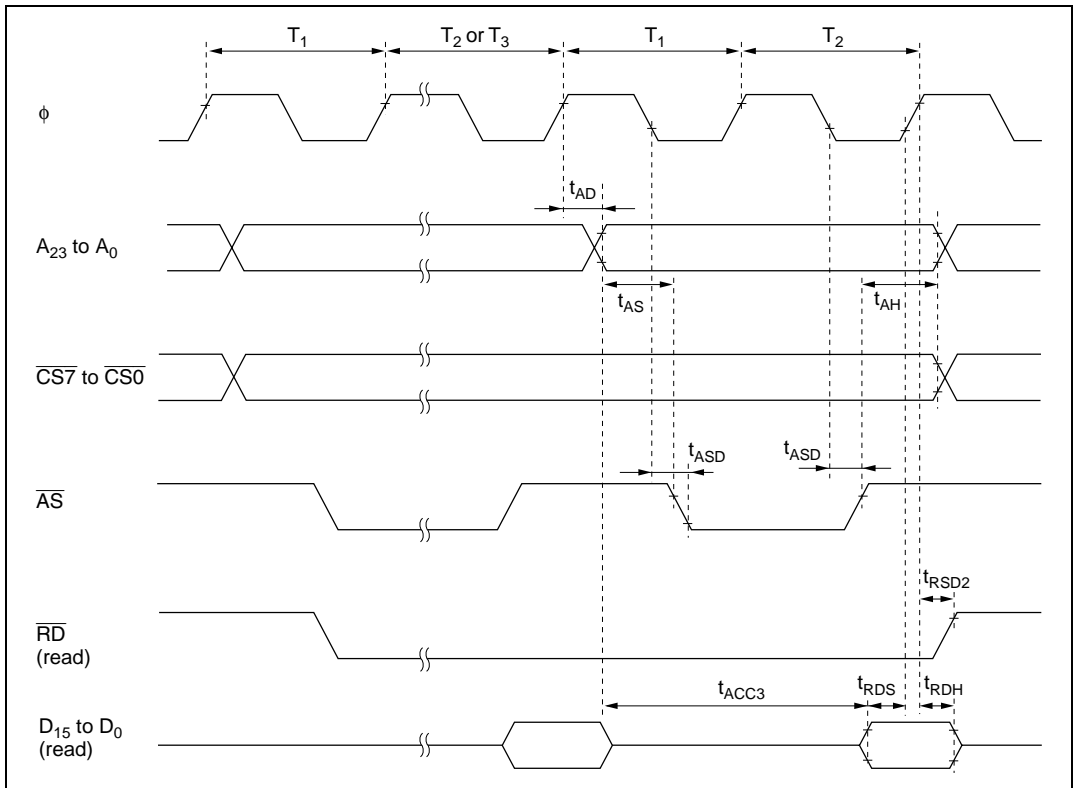 T1 T2 or T3 T1 T2
ϕ
tAD
A23 to A0
tAS tAH
CS7 to CS0
tASD tASD
AS
tRSD2
RD
(read)
tACC3 tRDS tRDH
D15 to D0
(read)